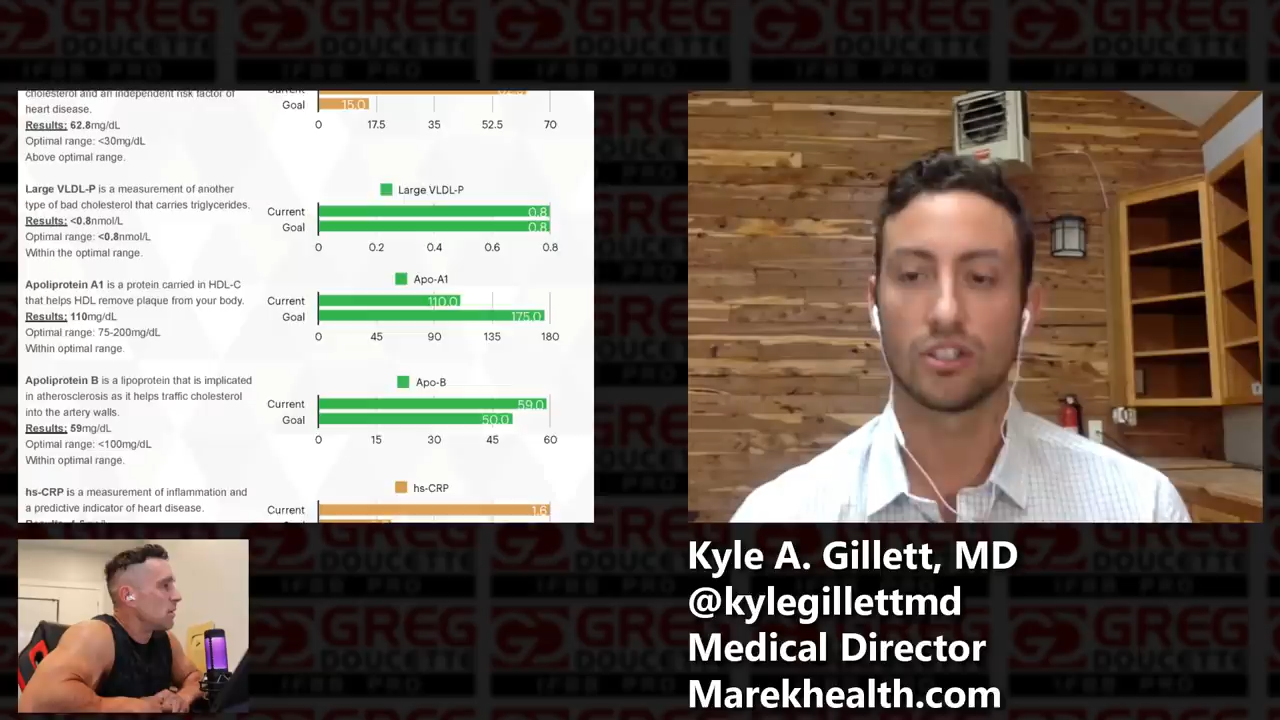 GREG
DOUCETTE
IFBB PRO
cholesterol and an independent risk factor of
heart disease.
Results: 62.8mg/dL
Optimal range: <30mg/dL
Above optimal range.
Current
Goal
15.0
0 17.5 35 52.5 70
Large VLDL-P is a measurement of another
type of bad cholesterol that carries triglycerides.
Results: <0.8nmol/L
Optimal range: <0.8nmol/L
Within the optimal range.
Large VLDL-P
Current 0.8
Goal 0.8
0 0.2 0.4 0.6 0.8
Apoliprotein A1 is a protein carried in HDL-C
that helps HDL remove plaque from your body.
Results: 110mg/dL
Optimal range: 75-200mg/dL
Within optimal range.
Apo-A1
Current 110.0
Goal 175.0
0 45 90 135 180
Apoliprotein B is a lipoprotein that is implicated
in atherosclerosis as it helps traffic cholesterol
into the artery walls.
Results: 59mg/dL
Optimal range: <100mg/dL
Within optimal range.
Apo-B
Current 59.0
Goal 50.0
0 15 30 45 60
hs-CRP is a measurement of inflammation and
a predictive indicator of heart disease.
hs-CRP
Current 1.6
Kyle A. Gillett, MD
@kylegillettmd
Medical Director
Marekhealth.com